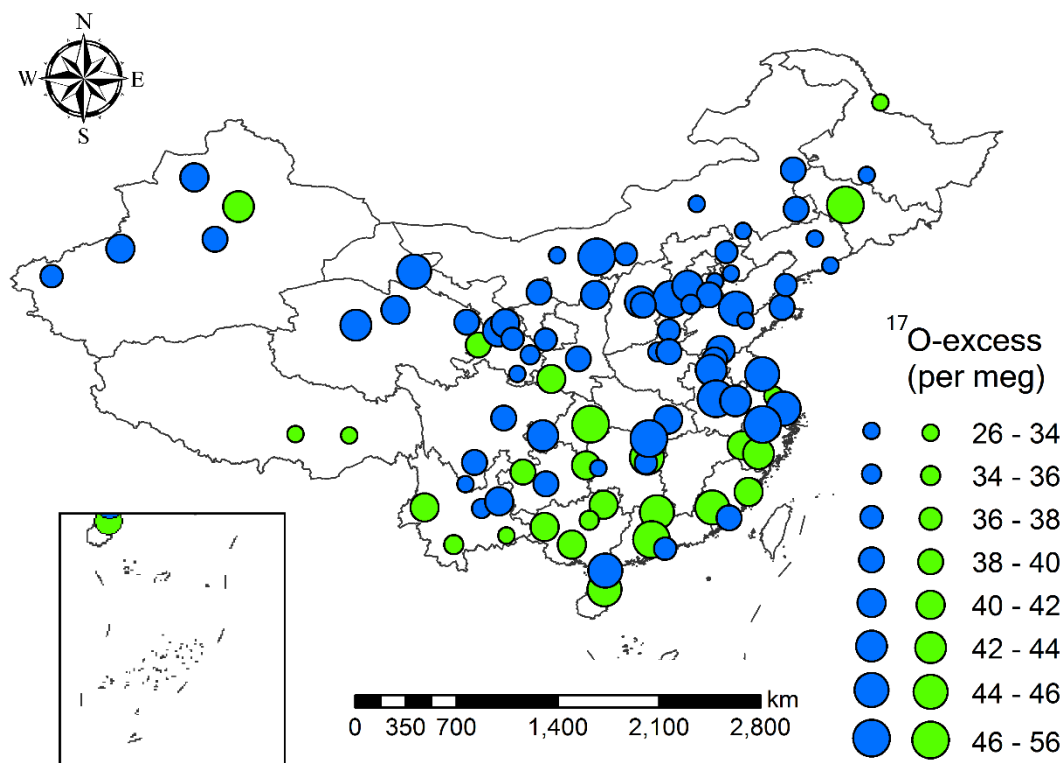 N
W E
S
¹⁷O-excess
(per meg)
26 - 34
34 - 36
36 - 38
38 - 40
40 - 42
42 - 44
44 - 46
46 - 56
km
0 350 700 1,400 2,100 2,800